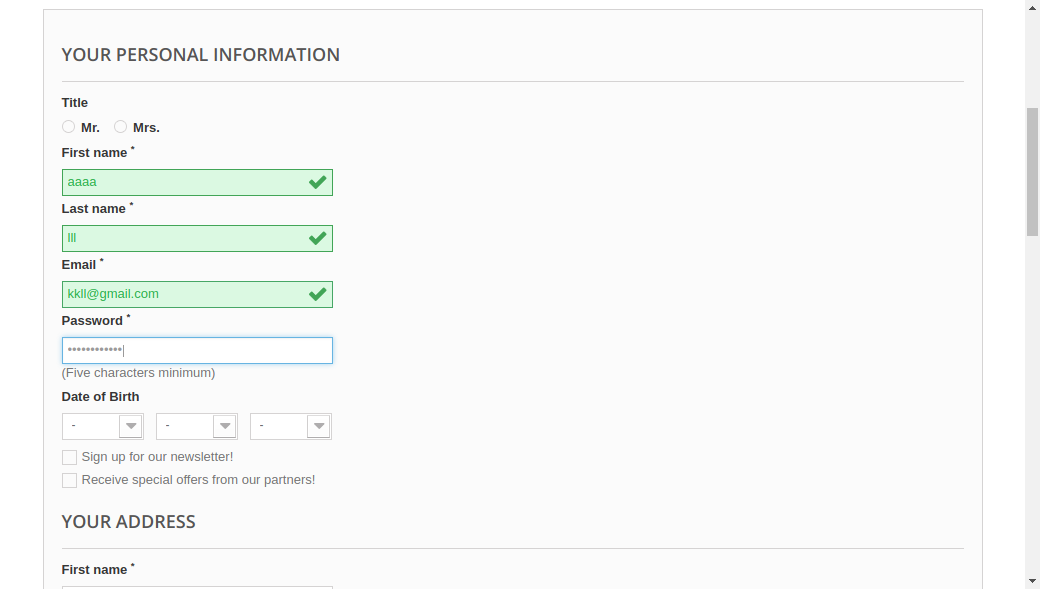 YOUR PERSONAL INFORMATION
Title
Mr. Mrs.
First name *
aaaa
Last name *
lll
Email *
kkll@gmail.com
Password *
••••••••••••
(Five characters minimum)
Date of Birth
- - -
Sign up for our newsletter!
Receive special offers from our partners!
YOUR ADDRESS
First name *